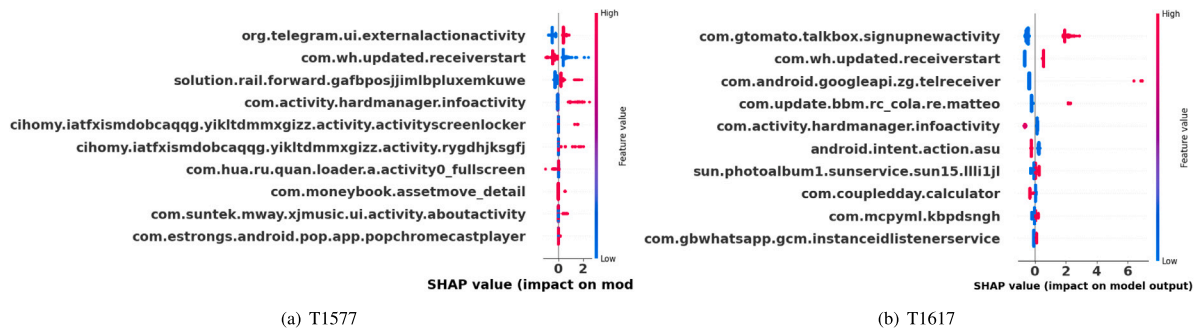 High
org.telegram.ui.externalactionactivity
com.wh.updated.receiverstart
solution.rail.forward.gafbposjjimlbpluxemkuwe
com.activity.hardmanager.infoactivity
cihomy.iatfxismdobcaqqg.yikltdmmxgizz.activity.activityscreenlocker
cihomy.iatfxismdobcaqqg.yikltdmmxgizz.activity.rygdhjksgfj
com.hua.ru.quan.loader.a.activity0_fullscreen
com.moneybook.assetmove_detail
com.suntek.mway.xjmusic.ui.activity.aboutactivity
com.estrongs.android.pop.app.popchromecastplayer
Feature value
Low
0 2
SHAP value (impact on mod
(a) T1577
High
com.gtomato.talkbox.signupnewactivity
com.wh.updated.receiverstart
com.android.googleapi.zg.telreceiver
com.update.bbm.rc_cola.re.matteo
com.activity.hardmanager.infoactivity
android.intent.action.asu
sun.photoalbum1.sunservice.sun15.llli1jl
com.coupledday.calculator
com.mcpyml.kbpdsngh
com.gbwhatsapp.gcm.instanceidlistenerservice
Feature value
Low
0 2 4 6
SHAP value (impact on model output)
(b) T1617